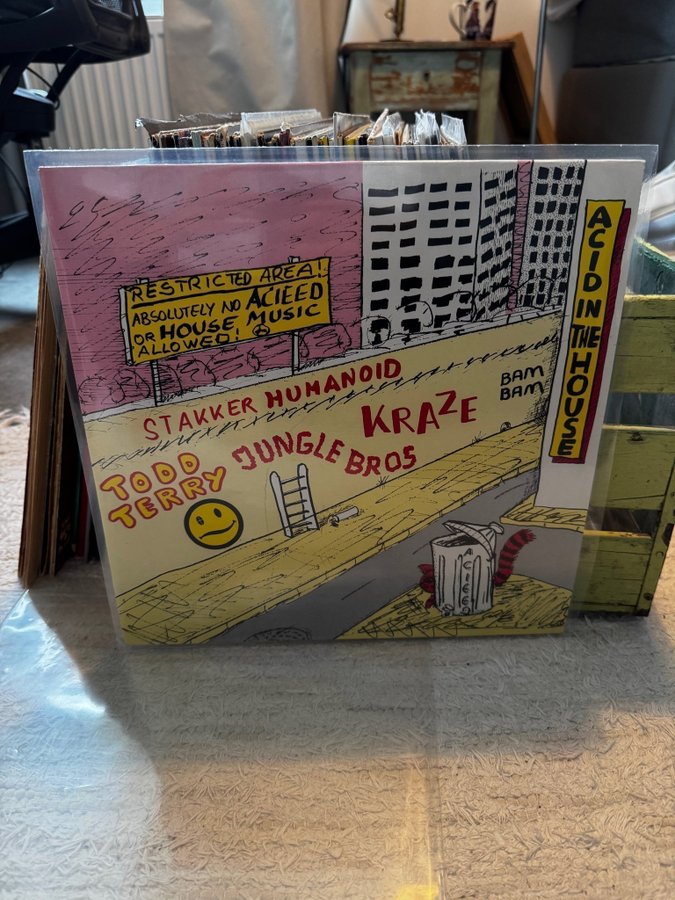 RESTRICTED AREA!
ABSOLUTELY NO ACIEED
OR HOUSE MUSIC
ALLOWED!
ACID IN THE HOUSE
STAKKER HUMANOID
KRAZE
BAM
BAM
TODD
TERRY
JUNGLE BROS
ACIEED